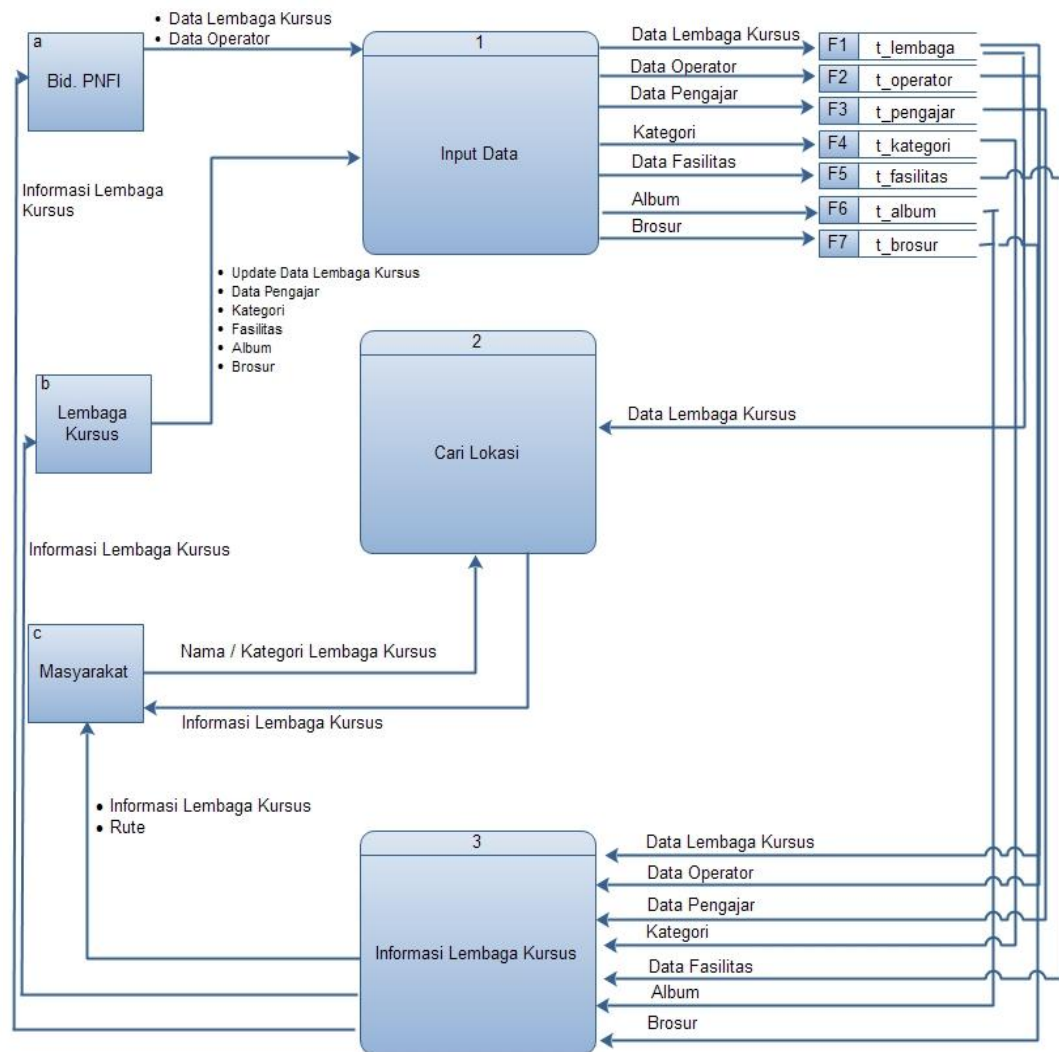 • Data Lembaga Kursus
• Data Operator
a
Bid. PNFI
1
Input Data
Data Lembaga Kursus
F1 t_lembaga
Data Operator
F2 t_operator
Data Pengajar
F3 t_pengajar
Kategori
F4 t_kategori
Data Fasilitas
F5 t_fasilitas
Album
F6 t_album
Brosur
F7 t_brosur
Informasi Lembaga
Kursus
• Update Data Lembaga Kursus
• Data Pengajar
• Kategori
• Fasilitas
• Album
• Brosur
2
Cari Lokasi
Data Lembaga Kursus
b
Lembaga
Kursus
Informasi Lembaga Kursus
c
Masyarakat
Nama / Kategori Lembaga Kursus
Informasi Lembaga Kursus
• Informasi Lembaga Kursus
• Rute
3
Informasi Lembaga Kursus
Data Lembaga Kursus
Data Operator
Data Pengajar
Kategori
Data Fasilitas
Album
Brosur